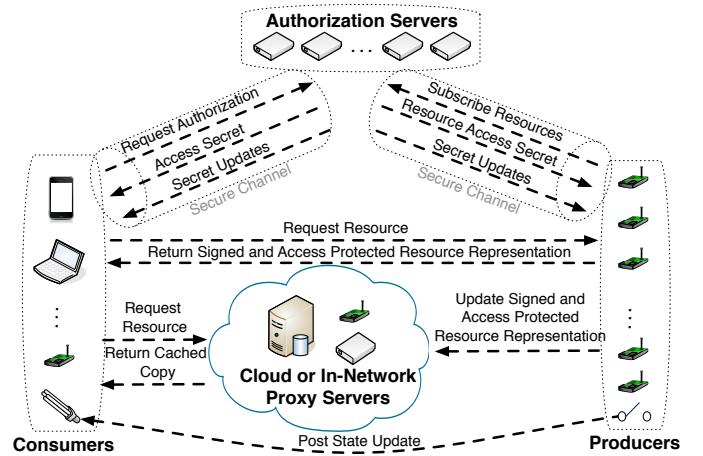 Authorization Servers
...
Request Authorization
Access Secret
Secret Updates
Secure Channel
Subscribe Resources
Resource Access Secret
Secret Updates
Secure Channel
Request Resource
Return Signed and Access Protected Resource Representation
Request
Resource
Return Cached
Copy
Update Signed and
Access Protected
Resource Representation
Cloud or In-Network
Proxy Servers
Post State Update
Consumers
Producers